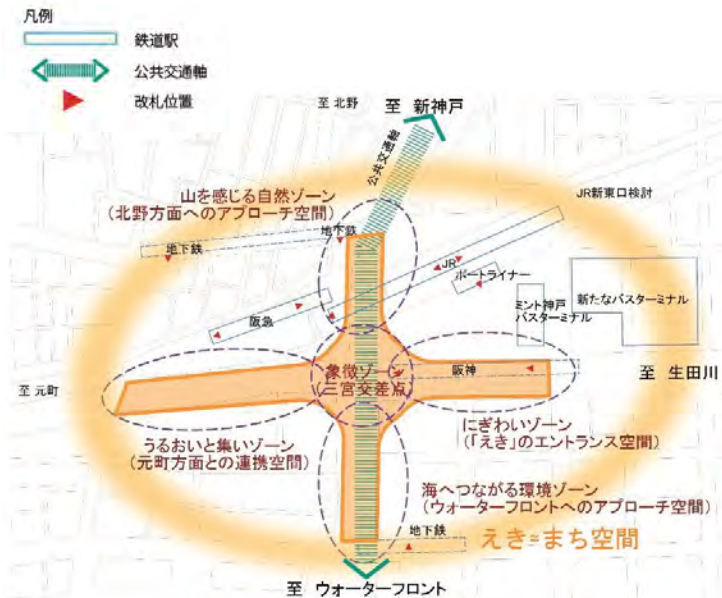 凡例
鉄道駅
公共交通軸
改札位置
至 北野
至 新神戸
公共交通軸
山を感じる自然ゾーン
(北野方面へのアプローチ空間)
JR新東口検討
地下鉄
地下鉄
JR
ポートライナー
ミント神戸
バスターミナル
新たなバスターミナル
阪急
象徴ゾーン
(三宮交差点)
阪神
至 元町
至 生田川
うるおいと集いゾーン
(元町方面との連携空間)
にぎわいゾーン
(「えき」のエントランス空間)
海へつながる環境ゾーン
(ウォーターフロントへのアプローチ空間)
地下鉄
えき≈まち空間
至 ウォーターフロント